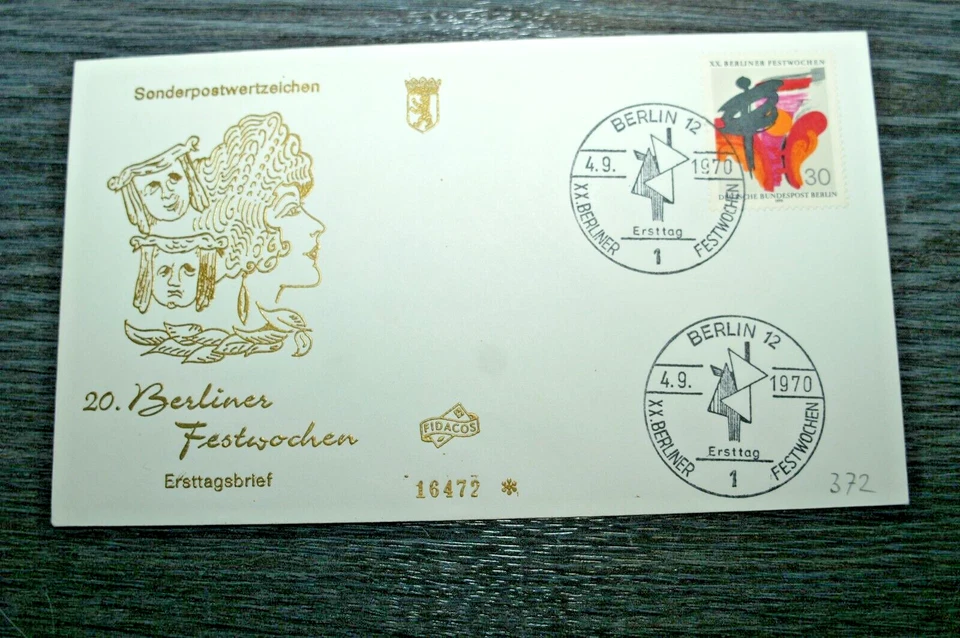 Sonderpostwertzeichen
20. Berliner
Festwochen
Ersttagsbrief
FIDACOS
16472 *
XX. BERLINER FESTWOCHEN
30
DEUTSCHE BUNDESPOST BERLIN
BERLIN 12
4.9. 1970
XX. BERLINER FESTWOCHEN
Ersttag
1
BERLIN 12
4.9. 1970
XX. BERLINER FESTWOCHEN
Ersttag
1
372